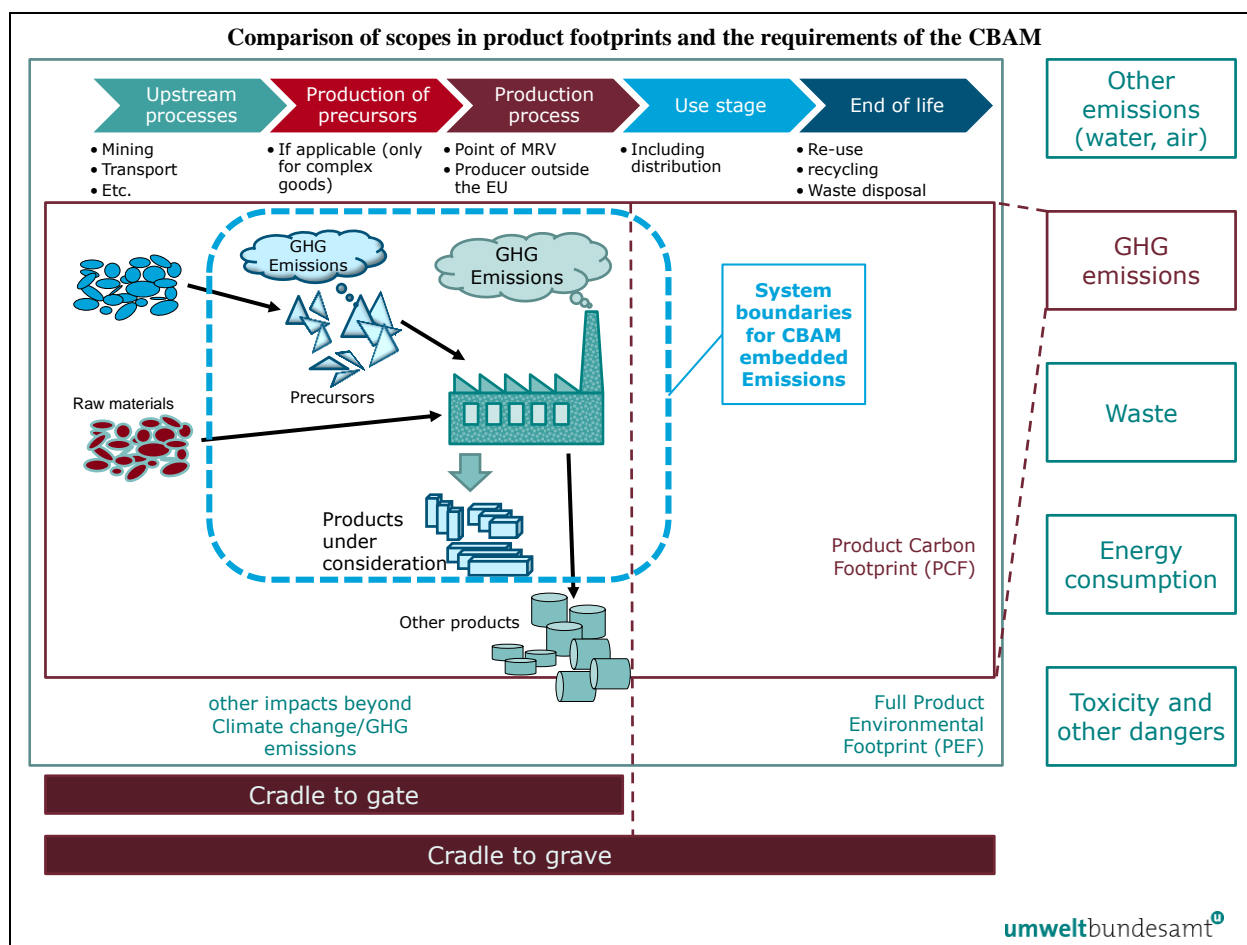 Comparison of scopes in product footprints and the requirements of the CBAM
Upstream
processes
Production of
precursors
Production
process
Use stage
End of life
• Mining
• Transport
• Etc.
• If applicable (only
for complex
goods)
• Point of MRV
• Producer outside
the EU
• Including
distribution
• Re-use
• recycling
• Waste disposal
GHG
Emissions
GHG
Emissions
Precursors
Raw materials
Products
under
consideration
Other products
System
boundaries
for CBAM
embedded
Emissions
Product Carbon
Footprint (PCF)
other impacts beyond
Climate change/GHG
emissions
Full Product
Environmental
Footprint (PEF)
Cradle to gate
Cradle to grave
Other
emissions
(water, air)
GHG
emissions
Waste
Energy
consumption
Toxicity and
other dangers
umweltbundesamt u